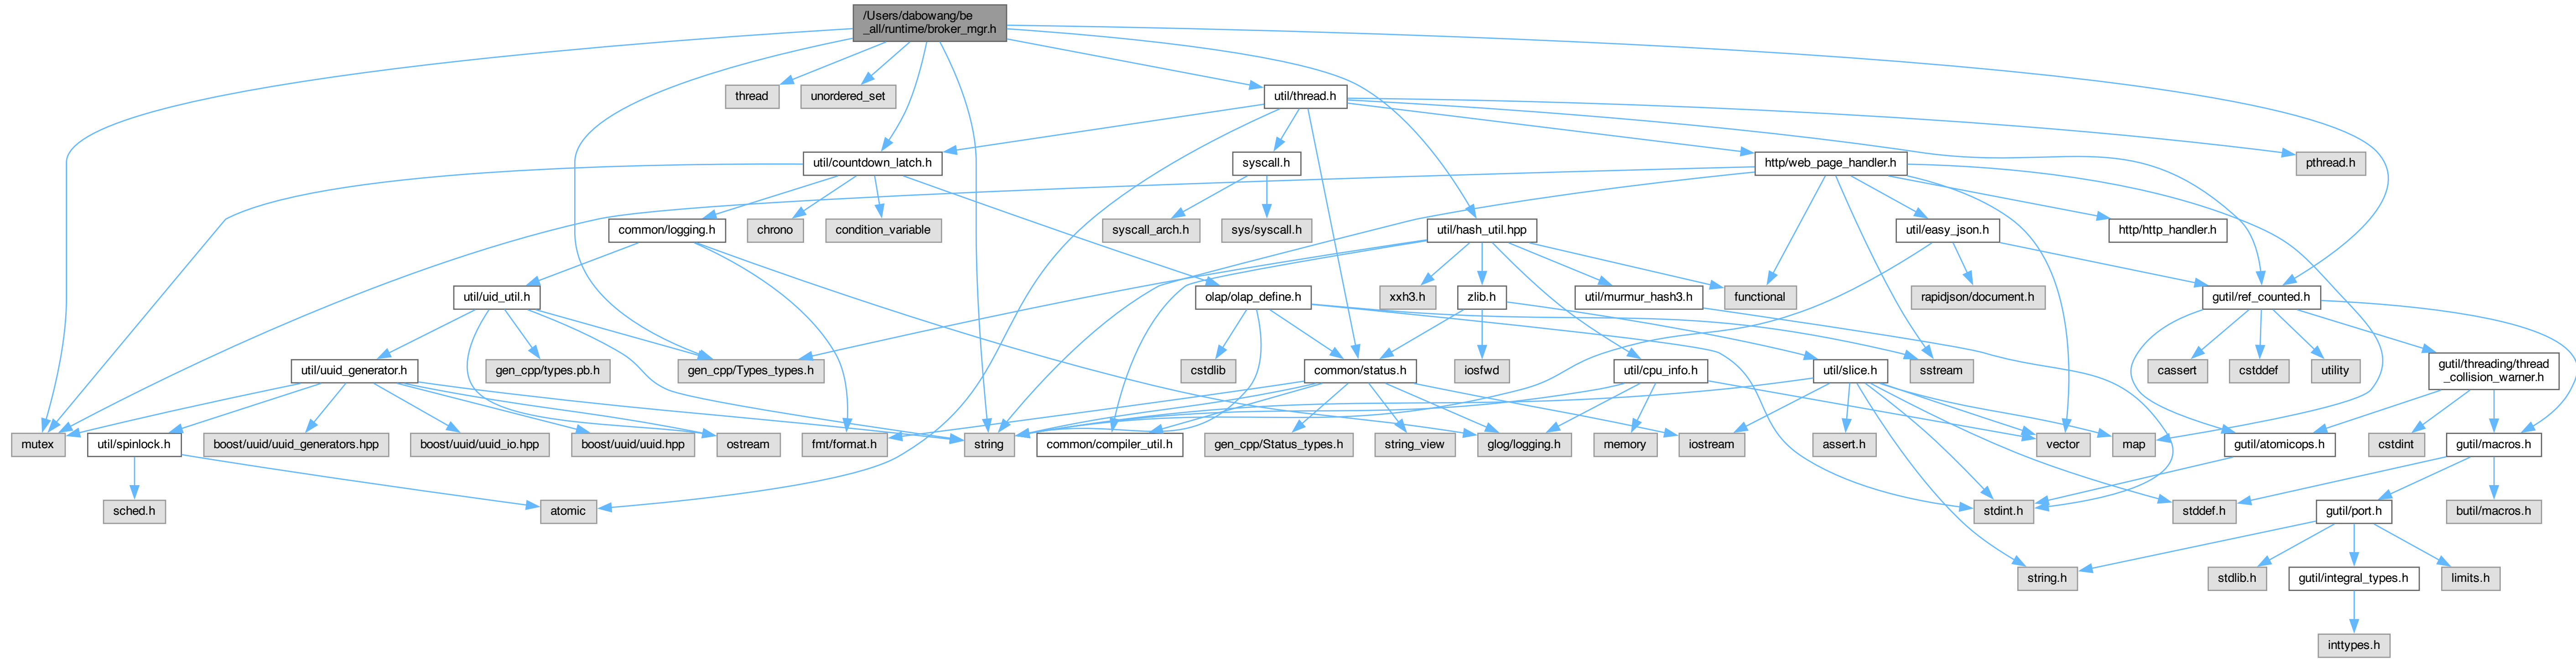 /Users/dabowang/be
_all/runtime/broker_mgr.h
thread
unordered_set
util/thread.h
util/countdown_latch.h
syscall.h
http/web_page_handler.h
pthread.h
common/logging.h
chrono
condition_variable
syscall_arch.h
sys/syscall.h
util/hash_util.hpp
util/easy_json.h
http/http_handler.h
util/uid_util.h
olap/olap_define.h
xxh3.h
zlib.h
util/murmur_hash3.h
functional
rapidjson/document.h
gutil/ref_counted.h
util/uuid_generator.h
gen_cpp/types.pb.h
gen_cpp/Types_types.h
cstdlib
common/status.h
iosfwd
util/cpu_info.h
util/slice.h
sstream
cassert
cstddef
utility
gutil/threading/thread
_collision_warner.h
mutex
util/spinlock.h
boost/uuid/uuid_generators.hpp
boost/uuid/uuid_io.hpp
boost/uuid/uuid.hpp
ostream
fmt/format.h
string
common/compiler_util.h
gen_cpp/Status_types.h
string_view
glog/logging.h
memory
iostream
assert.h
vector
map
gutil/atomicops.h
cstdint
gutil/macros.h
sched.h
atomic
stdint.h
stddef.h
gutil/port.h
butil/macros.h
string.h
stdlib.h
gutil/integral_types.h
limits.h
inttypes.h